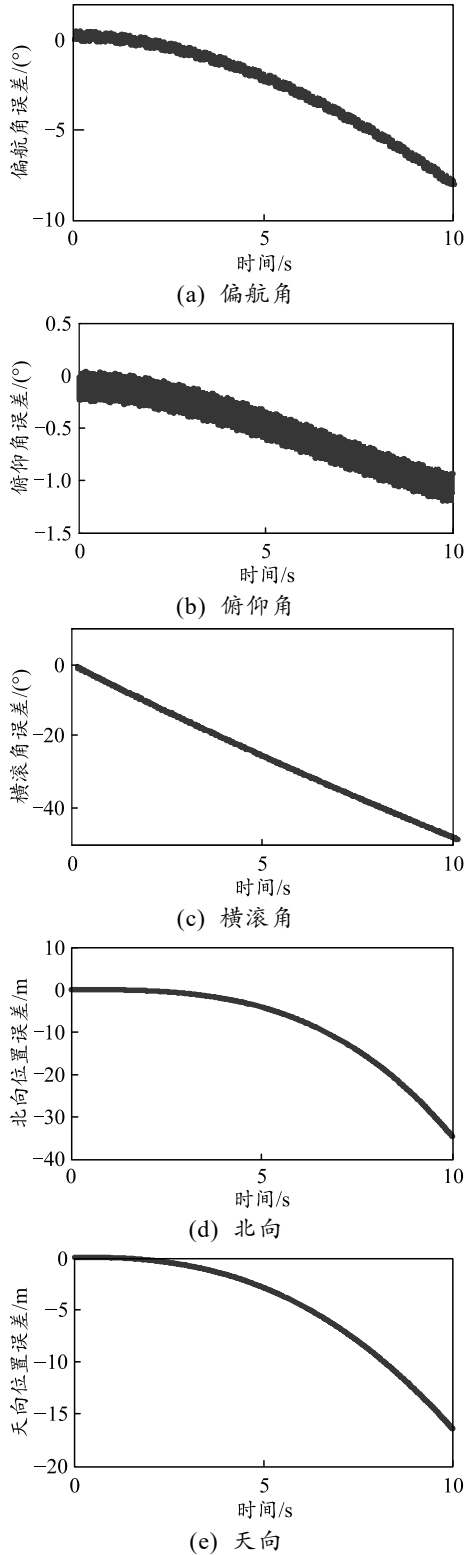 偏航角误差/(°)
0
−5
−10
0
5
10
时间/s
(a) 偏航角
俯仰角误差/(°)
0.5
0
−0.5
−1.0
−1.5
0
5
10
时间/s
(b) 俯仰角
横滚角误差/(°)
0
−20
−40
0
5
10
时间/s
(c) 横滚角
北向位置误差/m
10
0
−10
−20
−30
−40
0
5
10
时间/s
(d) 北向
天向位置误差/m
0
−5
−10
−15
−20
0
5
10
时间/s
(e) 天向